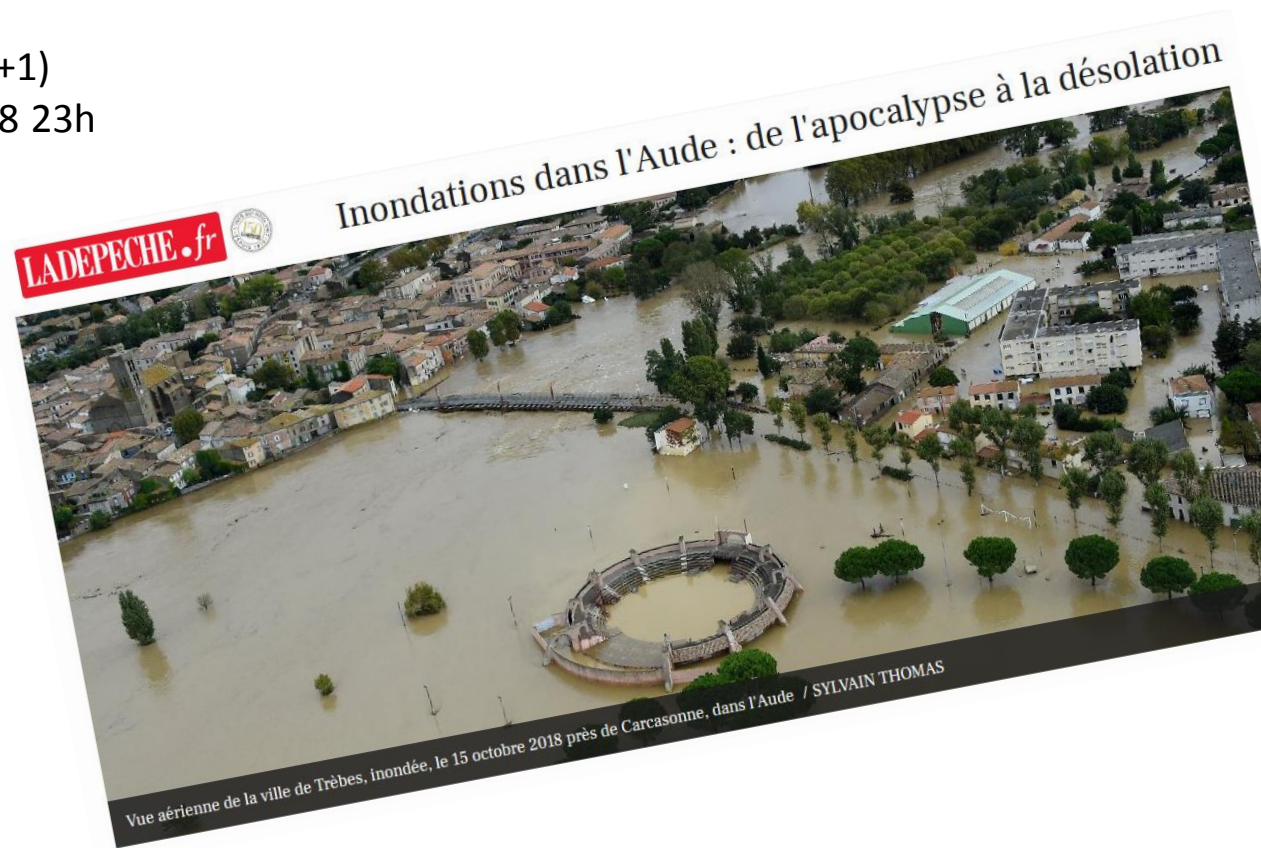 +1)
8 23h
Inondations dans l'Aude : de l'apocalypse à la désolation
LADEPECHE.fr
Vue aérienne de la ville de Trèbes, inondée, le 15 octobre 2018 près de Carcasonne, dans l'Aude / SYLVAIN THOMAS